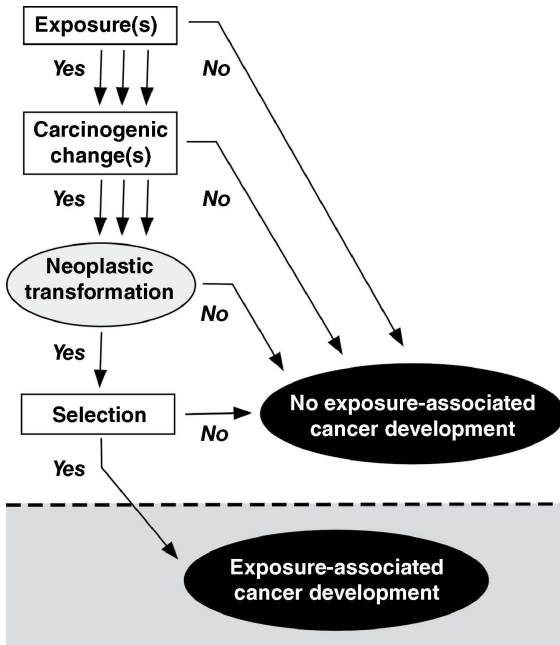 Exposure(s)
Yes
No
Carcinogenic
change(s)
Yes
No
Neoplastic
transformation
No
Yes
Selection
No
No exposure-associated
cancer development
Yes
Exposure-associated
cancer development